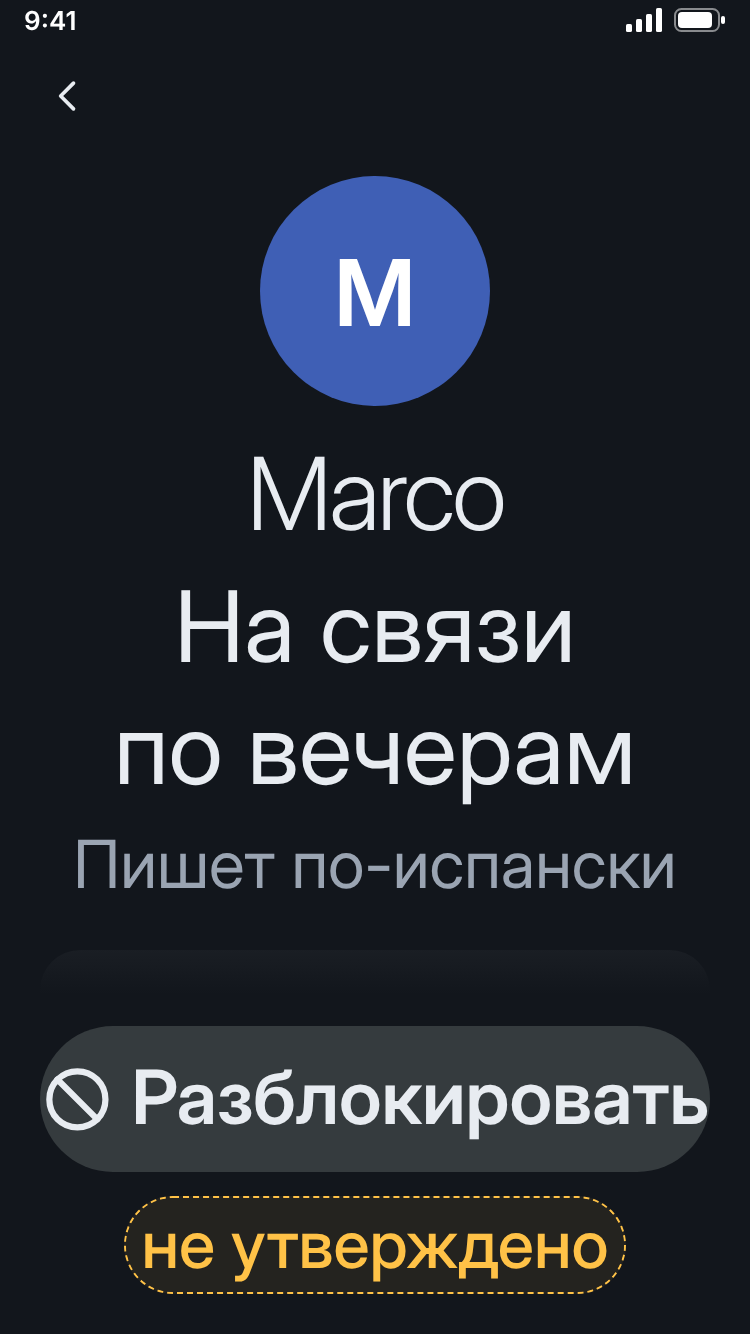 9:41
M
Marco
На связи
по вечерам
Пишет по-испански
Разблокировать
не утверждено